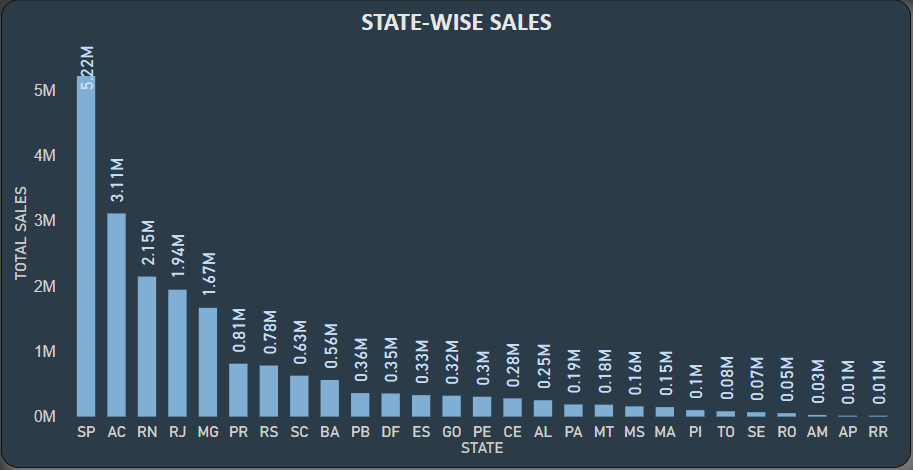 STATE-WISE SALES
TOTAL SALES
5M
4M
3M
2M
1M
0M
5.22M 3.11M 2.15M 1.94M 1.67M 0.81M 0.78M 0.63M 0.56M 0.36M 0.35M 0.33M 0.32M 0.3M 0.28M 0.25M 0.19M 0.18M 0.16M 0.15M 0.1M 0.08M 0.07M 0.05M 0.03M 0.01M 0.01M
SP AC RN RJ MG PR RS SC BA PB DF ES GO PE CE AL PA MT MS MA PI TO SE RO AM AP RR
STATE